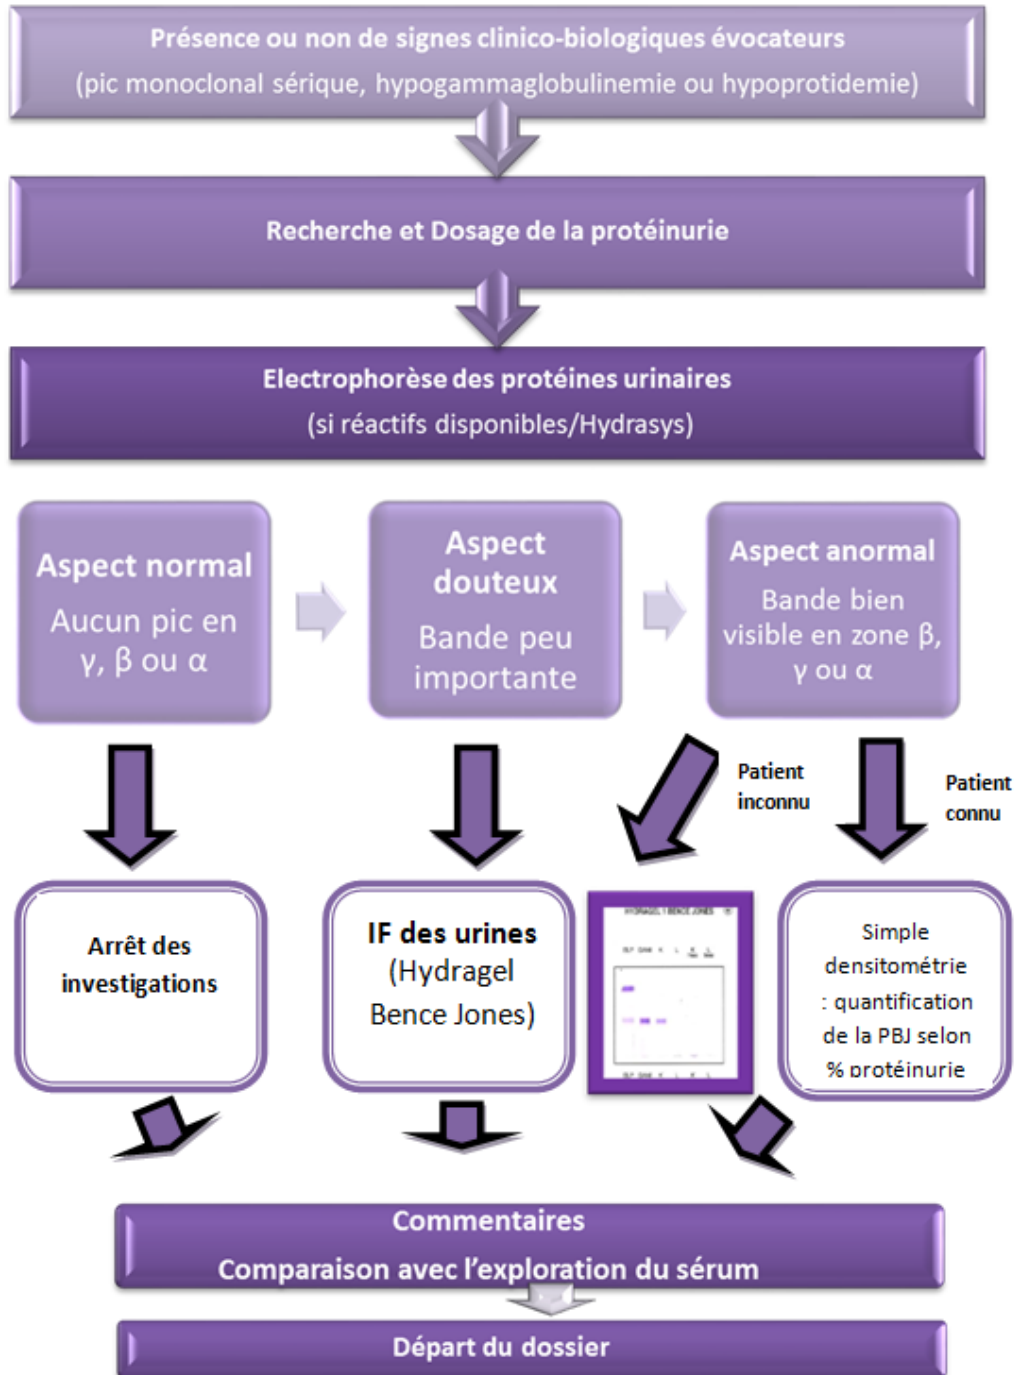 Présence ou non de signes clinico-biologiques évocateurs
(pic monoclonal sérique, hypogammaglobulinemie ou hypoprotidemie)
Recherche et Dosage de la protéinurie
Electrophorèse des protéines urinaires
(si réactifs disponibles/Hydrasys)
Aspect normal
Aucun pic en
γ, β ou α
Aspect
douteux
Bande peu
importante
Aspect anormal
Bande bien
visible en zone β,
γ ou α
Patient
inconnu
Patient
connu
Arrêt des
investigations
IF des urines
(Hydragel
Bence Jones)
HYDRAGEL BENCE JONES
Simple
densitométrie
: quantification
de la PBJ selon
% protéinurie
Commentaires
Comparaison avec l'exploration du sérum
Départ du dossier